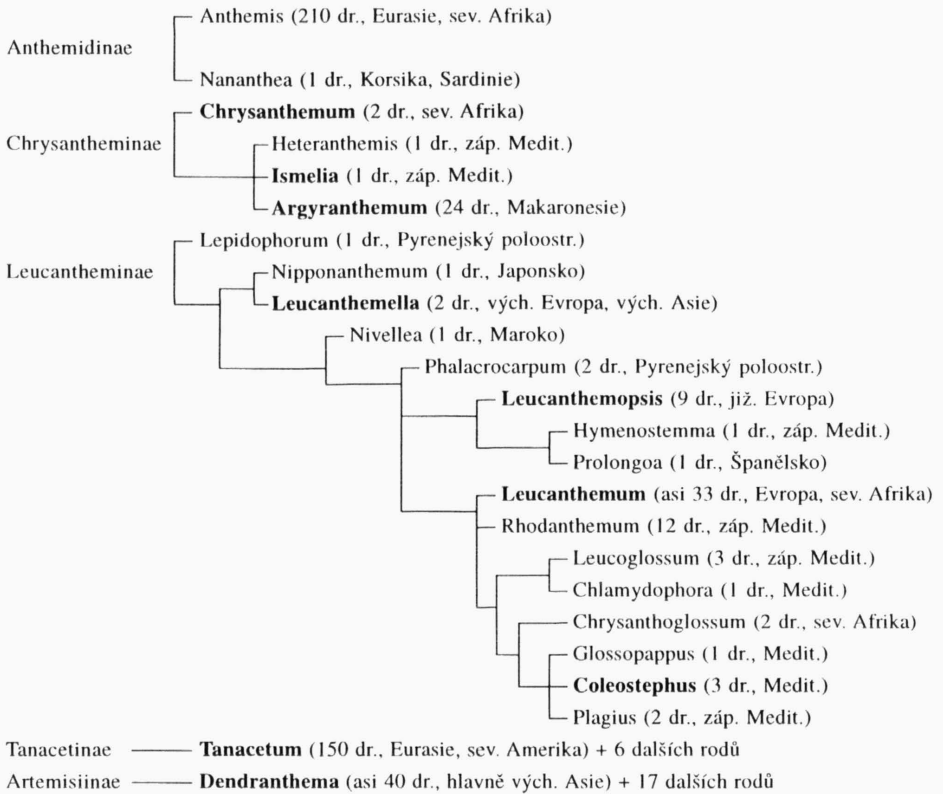 Anthemis (210 dr., Eurasie, sev. Afrika)
Anthemidinae
Nananthea (1 dr., Korsika, Sardinie)
Chrysanthemum (2 dr., sev. Afrika)
Chrysantheminae
Heteranthemis (1 dr., záp. Medit.)
Ismelia (1 dr., záp. Medit.)
Argyranthemum (24 dr., Makaronesie)
Lepidophorum (1 dr., Pyrenejský poloostr.)
Leucantheminae
Nipponanthemum (1 dr., Japonsko)
Leucanthemella (2 dr., vých. Evropa, vých. Asie)
Nivellea (1 dr., Maroko)
Phalacrocarpum (2 dr., Pyrenejský poloostr.)
Leucanthemopsis (9 dr., již. Evropa)
Hymenostemma (1 dr., záp. Medit.)
Prolongoa (1 dr., Španělsko)
Leucanthemum (asi 33 dr., Evropa, sev. Afrika)
Rhodanthemum (12 dr., záp. Medit.)
Leucoglossum (3 dr., záp. Medit.)
Chlamydophora (1 dr., Medit.)
Chrysanthoglossum (2 dr., sev. Afrika)
Glossopappus (1 dr., Medit.)
Coleostephus (3 dr., Medit.)
Plagius (2 dr., záp. Medit.)
Tanacetinae Tanacetum (150 dr., Eurasie, sev. Amerika) + 6 dalších rodů
Artemisiinae Dendranthema (asi 40 dr., hlavně vých. Asie) + 17 dalších rodů